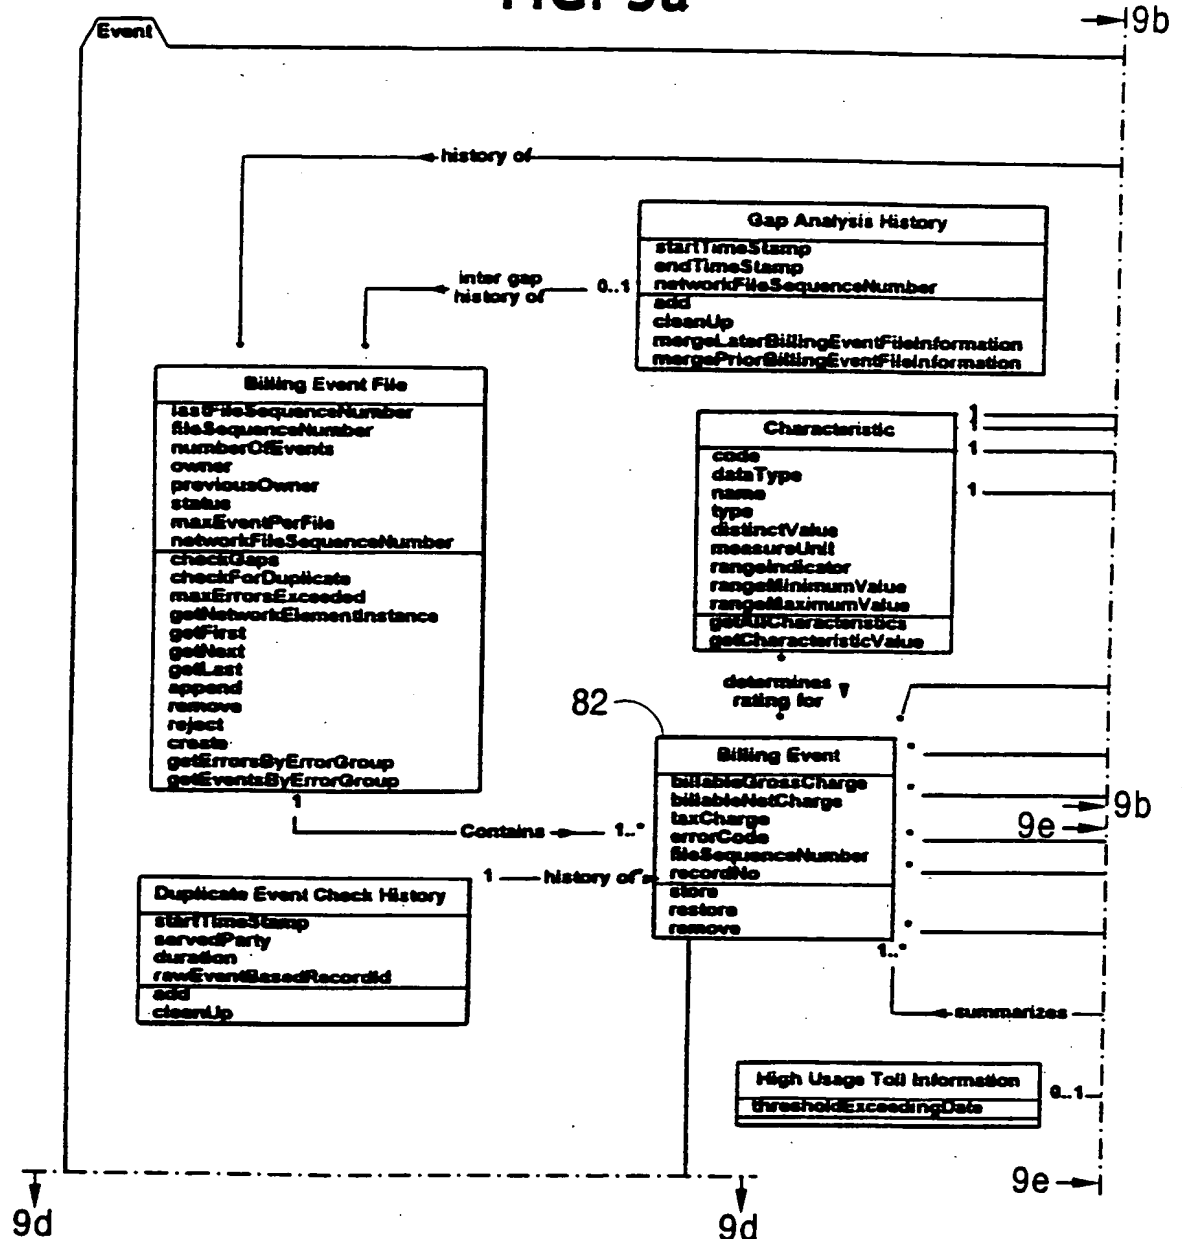 FIG. 9a
9b
Event
history of
Gap Analysis History
startTimeStamp
endTimeStamp
networkFileSequenceNumber
add
cleanUp
mergeLaterBillingEventFileInformation
mergePriorBillingEventFileInformation
inter gap
history of
0..1
*
*
Billing Event File
lastFileSequenceNumber
fileSequenceNumber
numberOfEvents
owner
previousOwner
status
maxEventPerFile
networkFileSequenceNumber
checkGaps
checkForDuplicate
maxErrorsExceeded
getNetworkElementInstance
getFirst
getNext
getLast
append
remove
reject
create
getErrorsByErrorGroup
getEventsByErrorGroup
1
Contains
1..*
Characteristic
code
dataType
name
type
distinctValue
measureUnit
rangeIndicator
rangeMinimumValue
rangeMaximumValue
getAllCharacteristics
getCharacteristicValue
1
1
1
1
*
determines
rating for
*
*
82
Billing Event
billableGrossCharge
billableNetCharge
taxCharge
errorCode
fileSequenceNumber
recordNo
store
restore
remove
*
*
*
*
*
9b
9e
1..*
summarizes
1
history of
*
Duplicate Event Check History
startTimeStamp
servedParty
duration
rawEventBasedRecordId
add
cleanUp
High Usage Toll Information
thresholdExceedingDate
0..1
9e
9d
9d